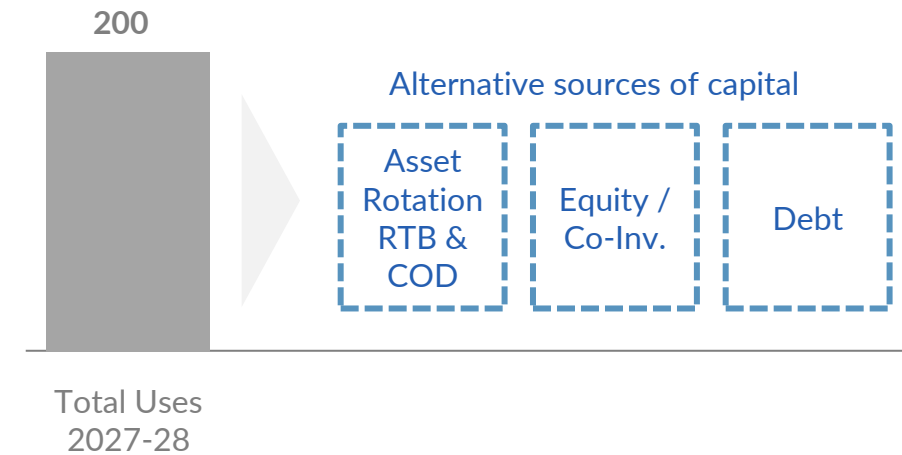 200
Alternative sources of capital
Asset
Rotation
RTB &
COD
Equity /
Co-Inv.
Debt
Total Uses
2027-28